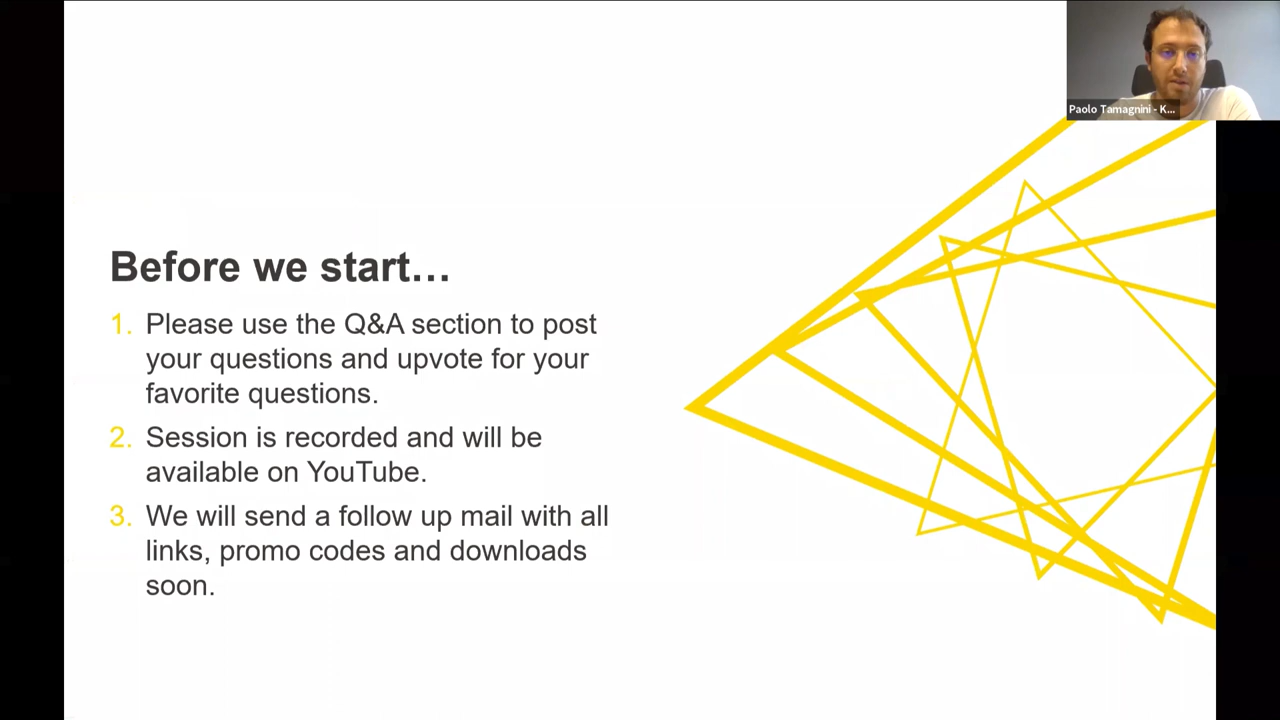 Paolo Tamagnini - K...
Before we start...
1. Please use the Q&A section to post
your questions and upvote for your
favorite questions.
2. Session is recorded and will be
available on YouTube.
3. We will send a follow up mail with all
links, promo codes and downloads
soon.